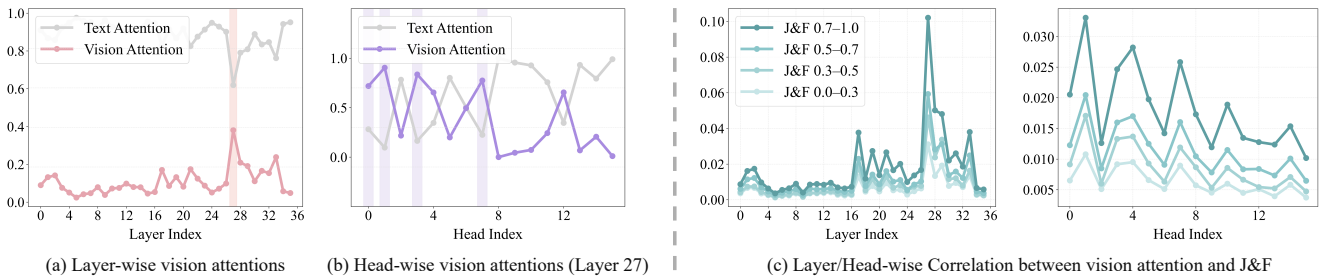 1.0
0.8
0.6
0.4
0.2
0.0
Text Attention
Vision Attention
0 4 8 12 16 20 24 28 32 36
Layer Index
(a) Layer-wise vision attentions
1.0
0.5
0.0
Text Attention
Vision Attention
0 4 8 12
Head Index
(b) Head-wise vision attentions (Layer 27)
0.10
0.08
0.06
0.04
0.02
0.00
J&F 0.7–1.0
J&F 0.5–0.7
J&F 0.3–0.5
J&F 0.0–0.3
0 4 8 12 16 20 24 28 32 36
Layer Index
0.030
0.025
0.020
0.015
0.010
0.005
0 4 8 12
Head Index
(c) Layer/Head-wise Correlation between vision attention and J&F